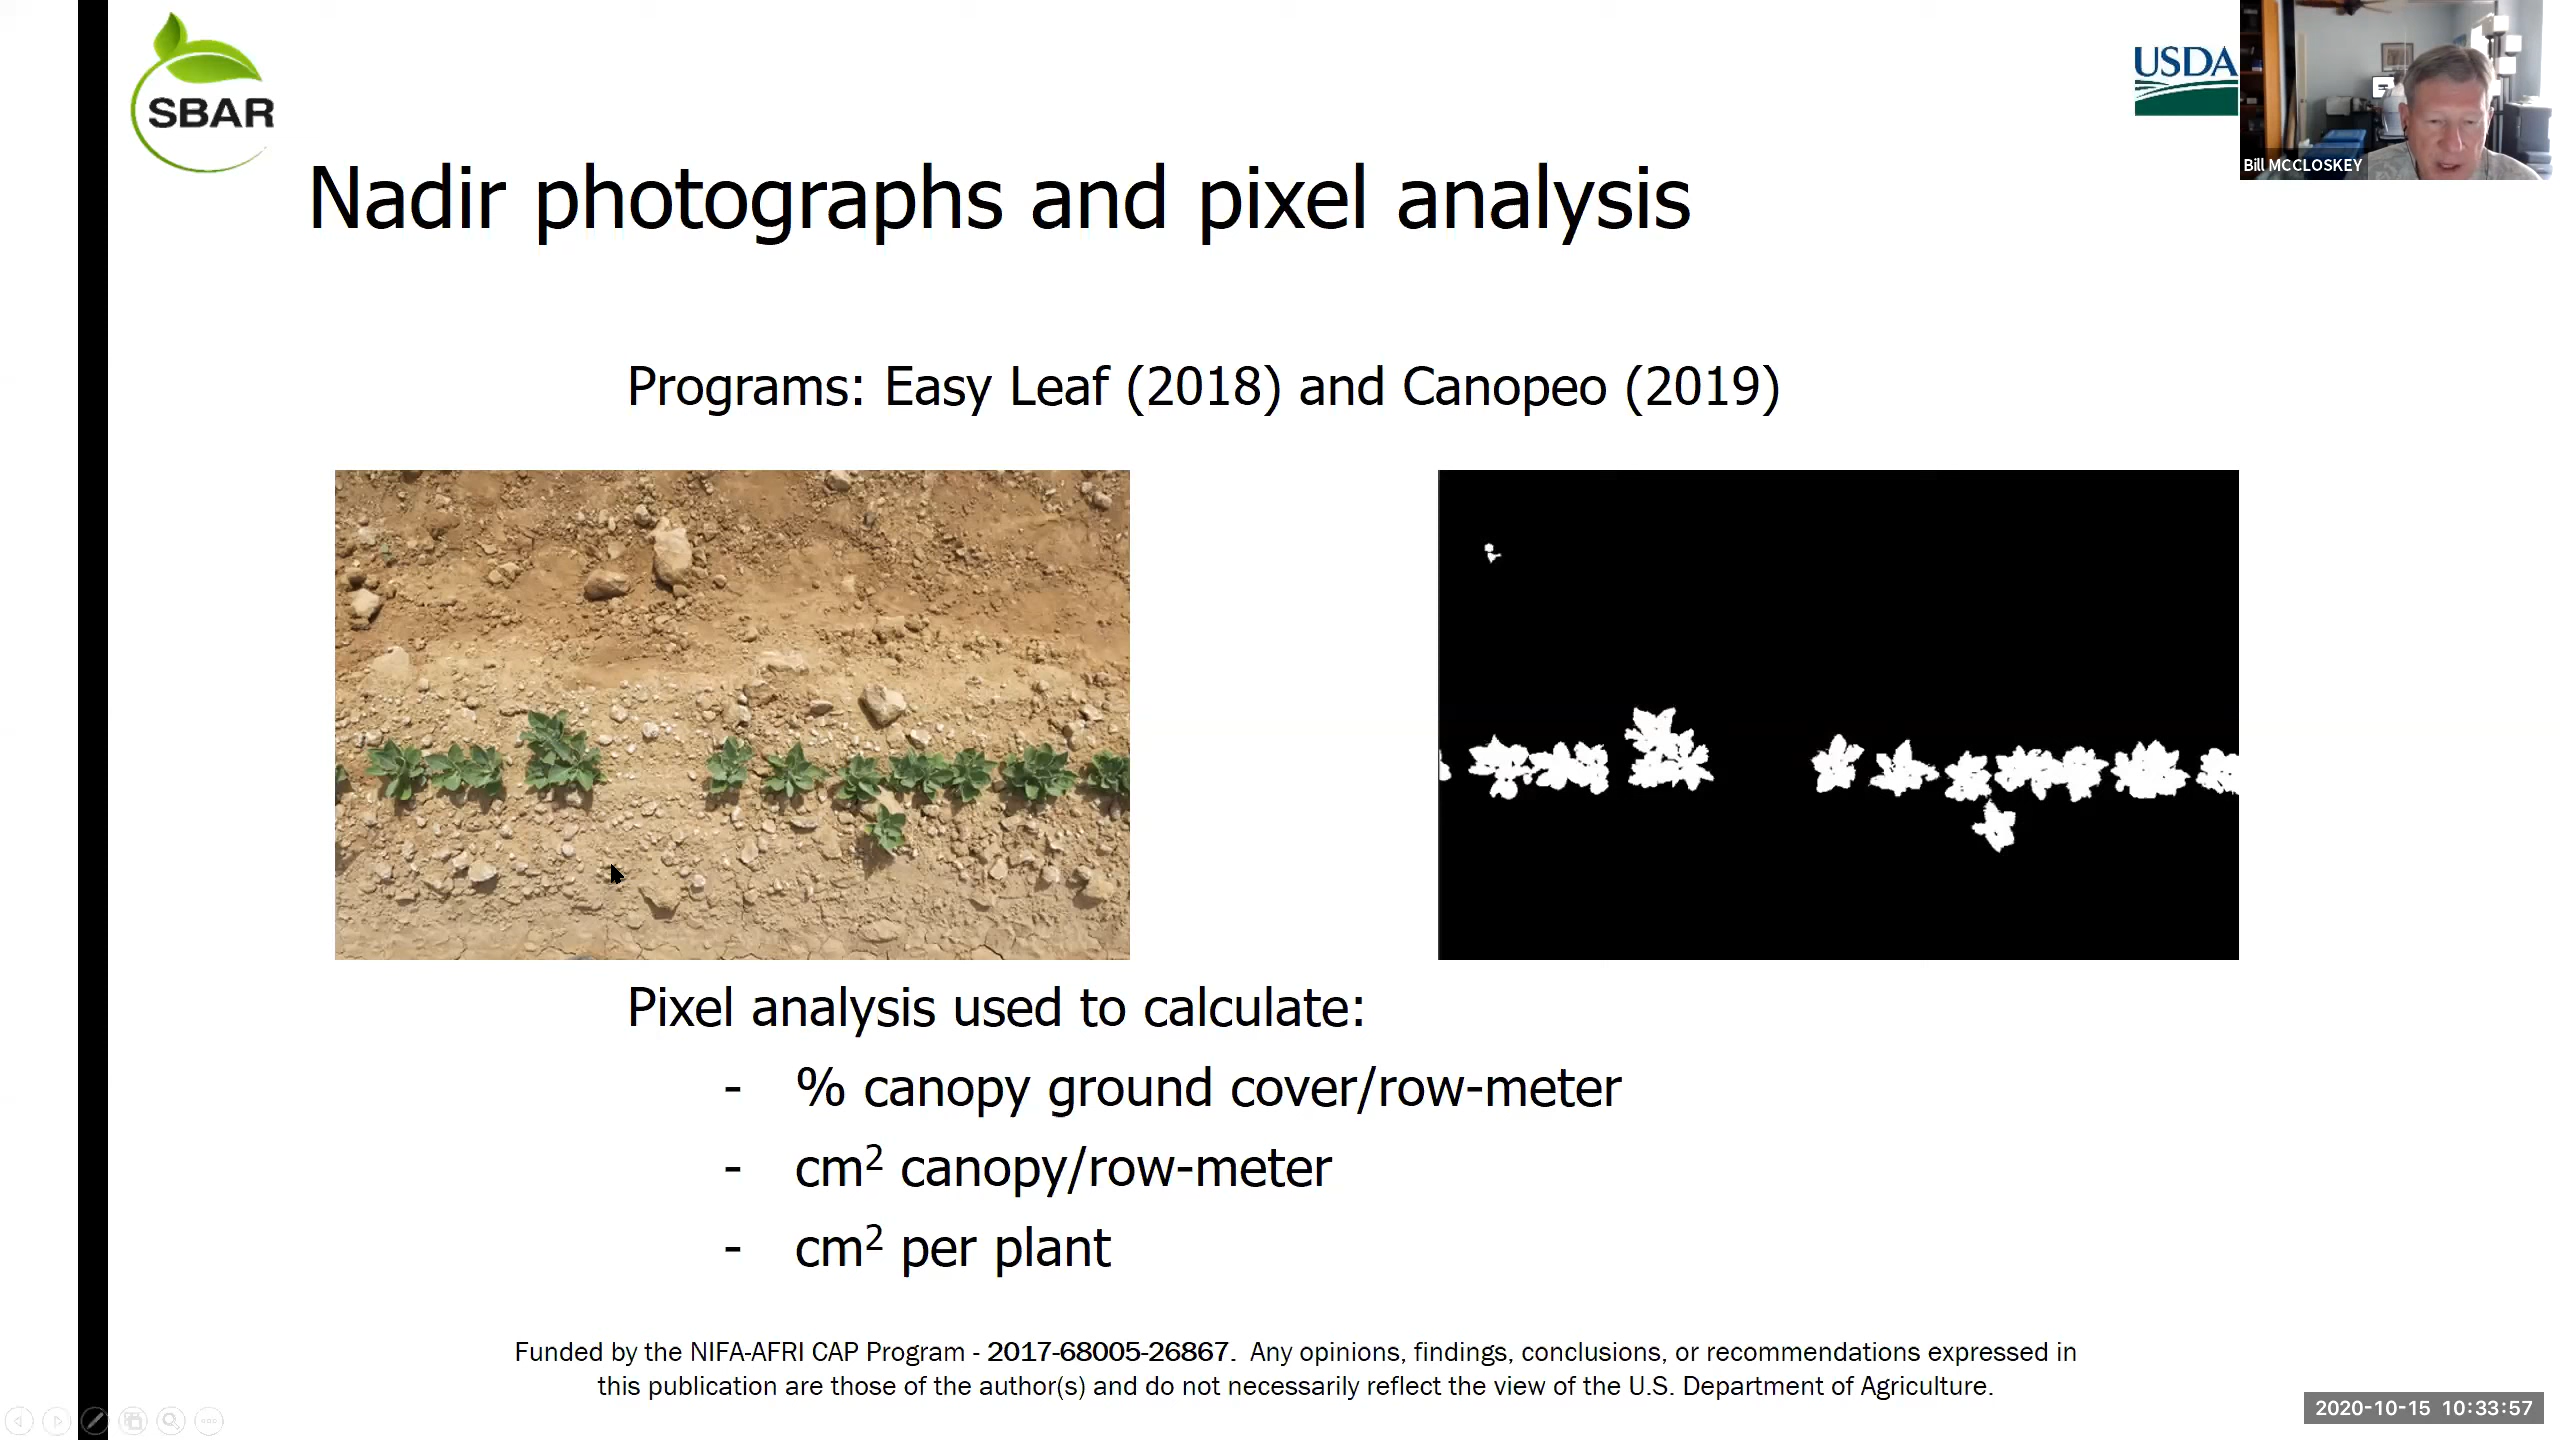 SBAR
USDA
Bill MCCLOSKEY
Nadir photographs and pixel analysis
Programs: Easy Leaf (2018) and Canopeo (2019)
Pixel analysis used to calculate:
- % canopy ground cover/row-meter
- cm² canopy/row-meter
- cm² per plant
Funded by the NIFA-AFRI CAP Program - 2017-68005-26867. Any opinions, findings, conclusions, or recommendations expressed in
this publication are those of the author(s) and do not necessarily reflect the view of the U.S. Department of Agriculture.
2020-10-15 10:33:57